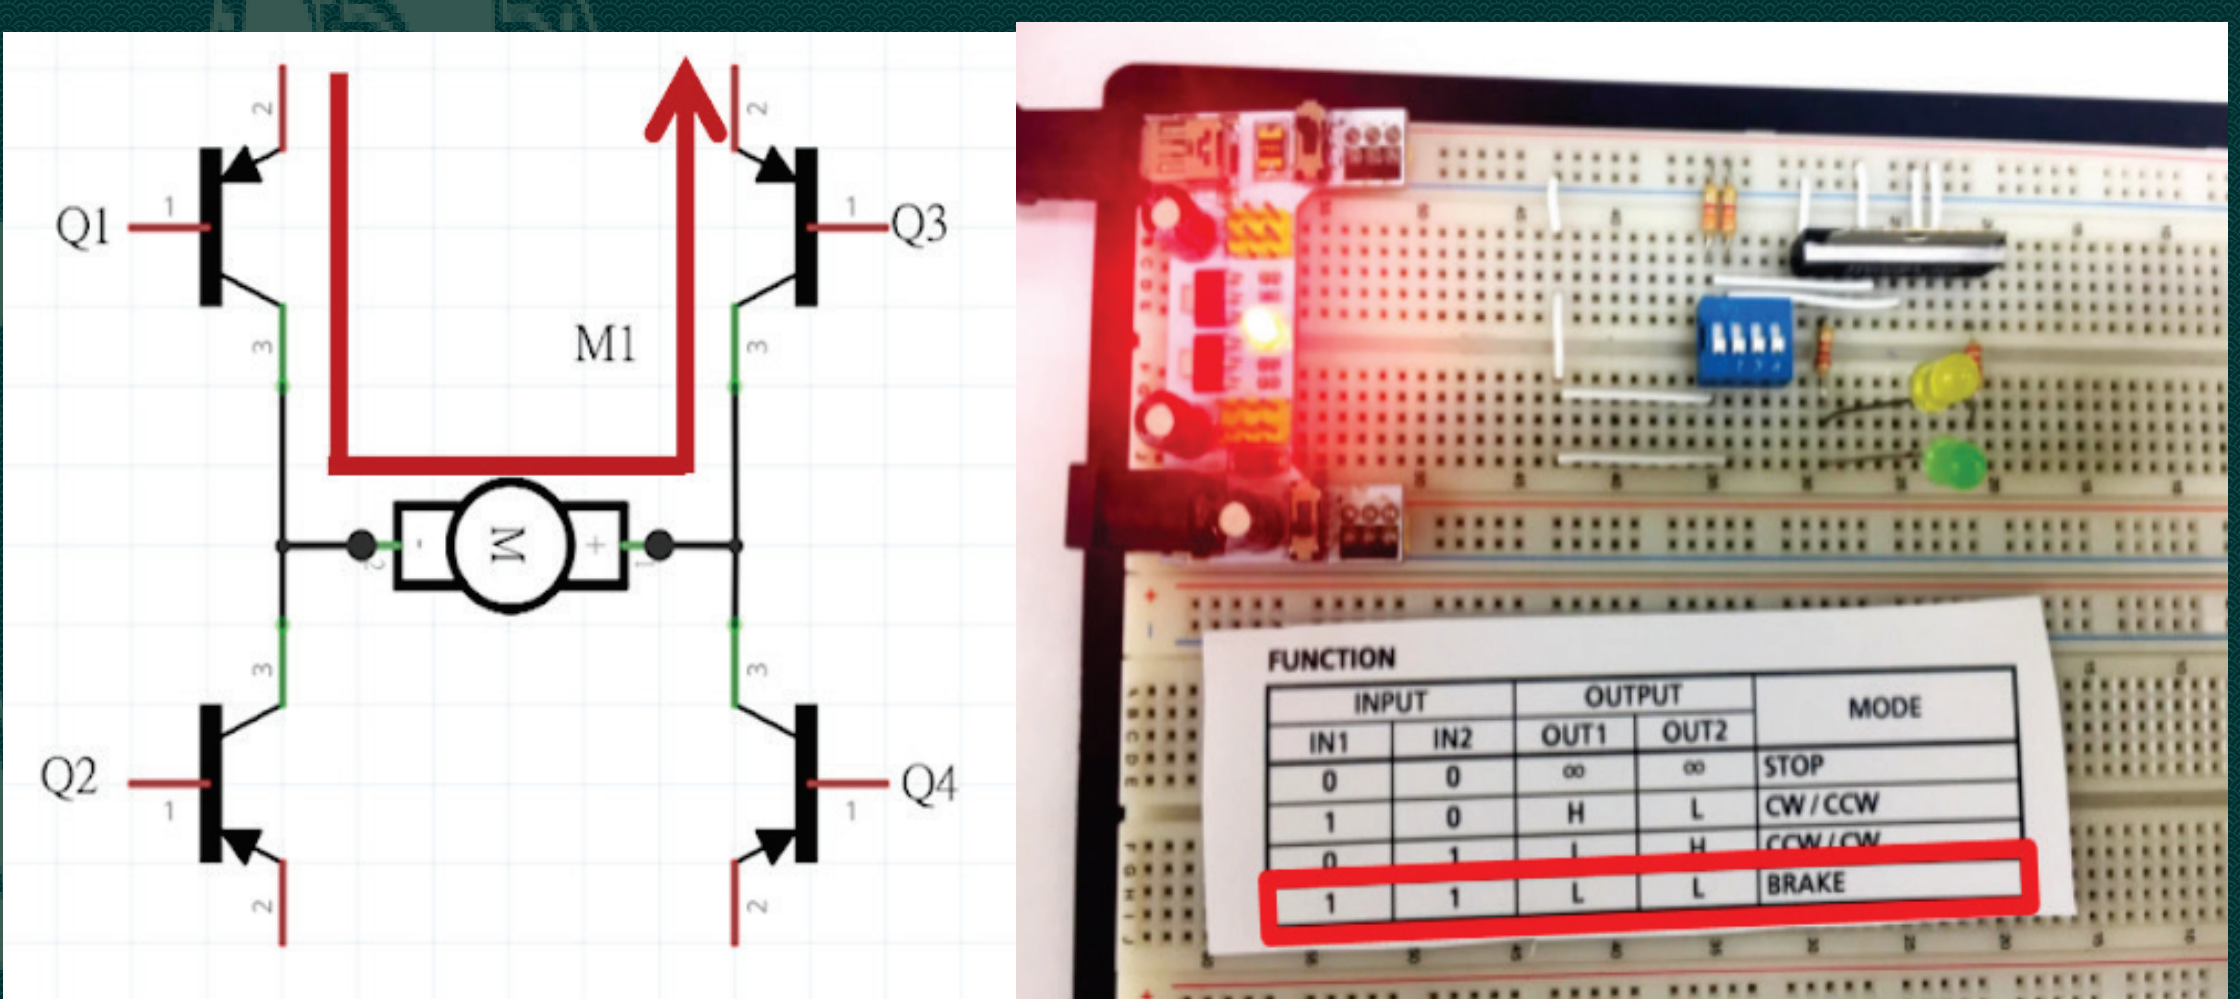 2
2
1
1
Q1
Q3
M1
3
3
- M +
2
1
3
3
Q2
Q4
1
1
2
2
FUNCTION
INPUT OUTPUT MODE
IN1 IN2 OUT1 OUT2
0 0 ∞ ∞ STOP
1 0 H L CW / CCW
0 1 L H CCW / CW
1 1 L L BRAKE